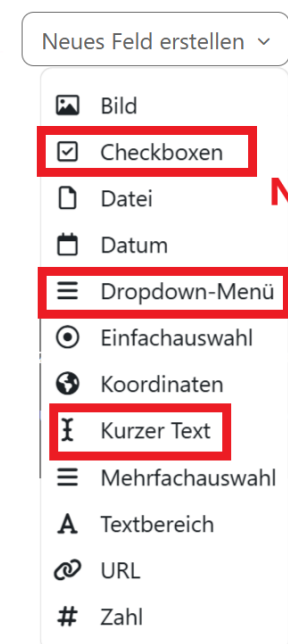 Neues Feld erstellen
Bild
Checkboxen
Datei
N
Datum
Dropdown-Menü
Einfachauswahl
Koordinaten
Kurzer Text
Mehrfachauswahl
Textbereich
URL
Zahl